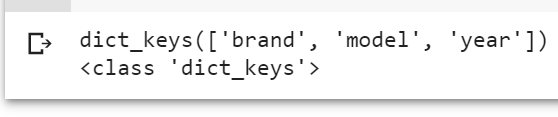 dict_keys(['brand', 'model', 'year'])
<class 'dict_keys'>